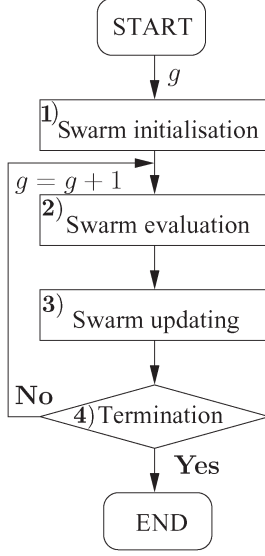 START
g
1) Swarm initialisation
g = g + 1
2) Swarm evaluation
3) Swarm updating
4) Termination
No
Yes
END